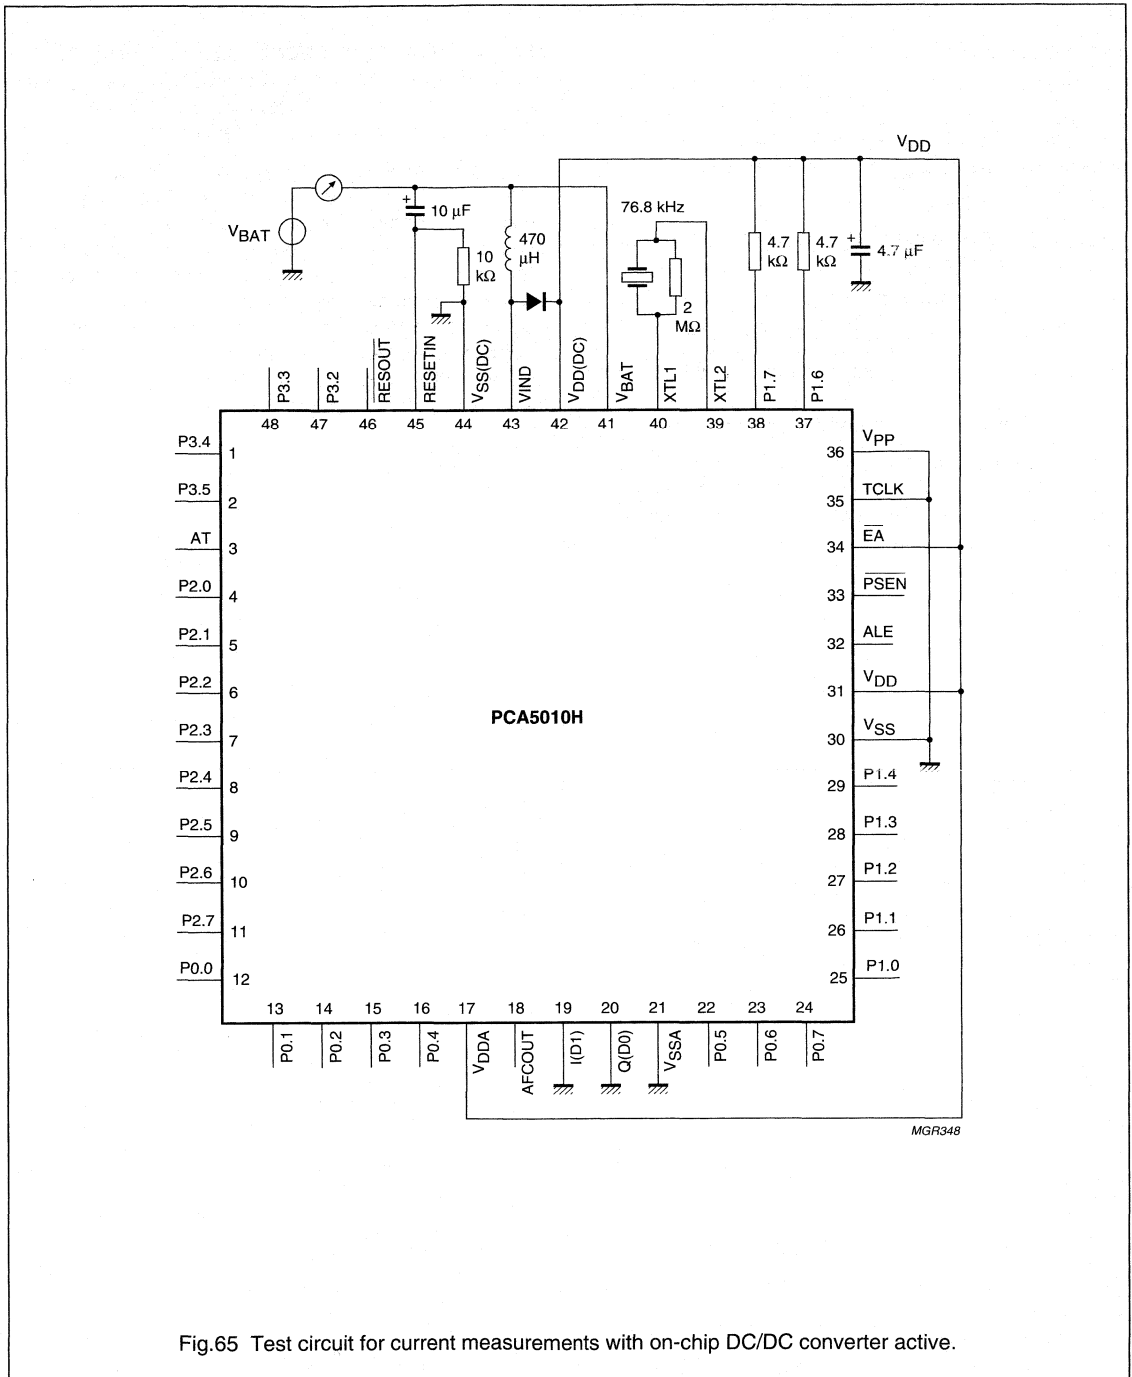 VDD
VBAT
10 µF
10 kΩ
470 µH
76.8 kHz
2 MΩ
4.7 kΩ
4.7 kΩ
4.7 µF
P3.3
P3.2
RESOUT
RESETIN
VSS(DC)
VIND
VDD(DC)
VBAT
XTL1
XTL2
P1.7
P1.6
48 47 46 45 44 43 42 41 40 39 38 37
P3.4 1
P3.5 2
AT 3
P2.0 4
P2.1 5
P2.2 6
P2.3 7
P2.4 8
P2.5 9
P2.6 10
P2.7 11
P0.0 12
PCA5010H
36 VPP
35 TCLK
34 EA
33 PSEN
32 ALE
31 VDD
30 VSS
29 P1.4
28 P1.3
27 P1.2
26 P1.1
25 P1.0
13 14 15 16 17 18 19 20 21 22 23 24
P0.1
P0.2
P0.3
P0.4
VDDA
AFCOUT
I(D1)
Q(D0)
VSSA
P0.5
P0.6
P0.7
MGR348
Fig.65 Test circuit for current measurements with on-chip DC/DC converter active.